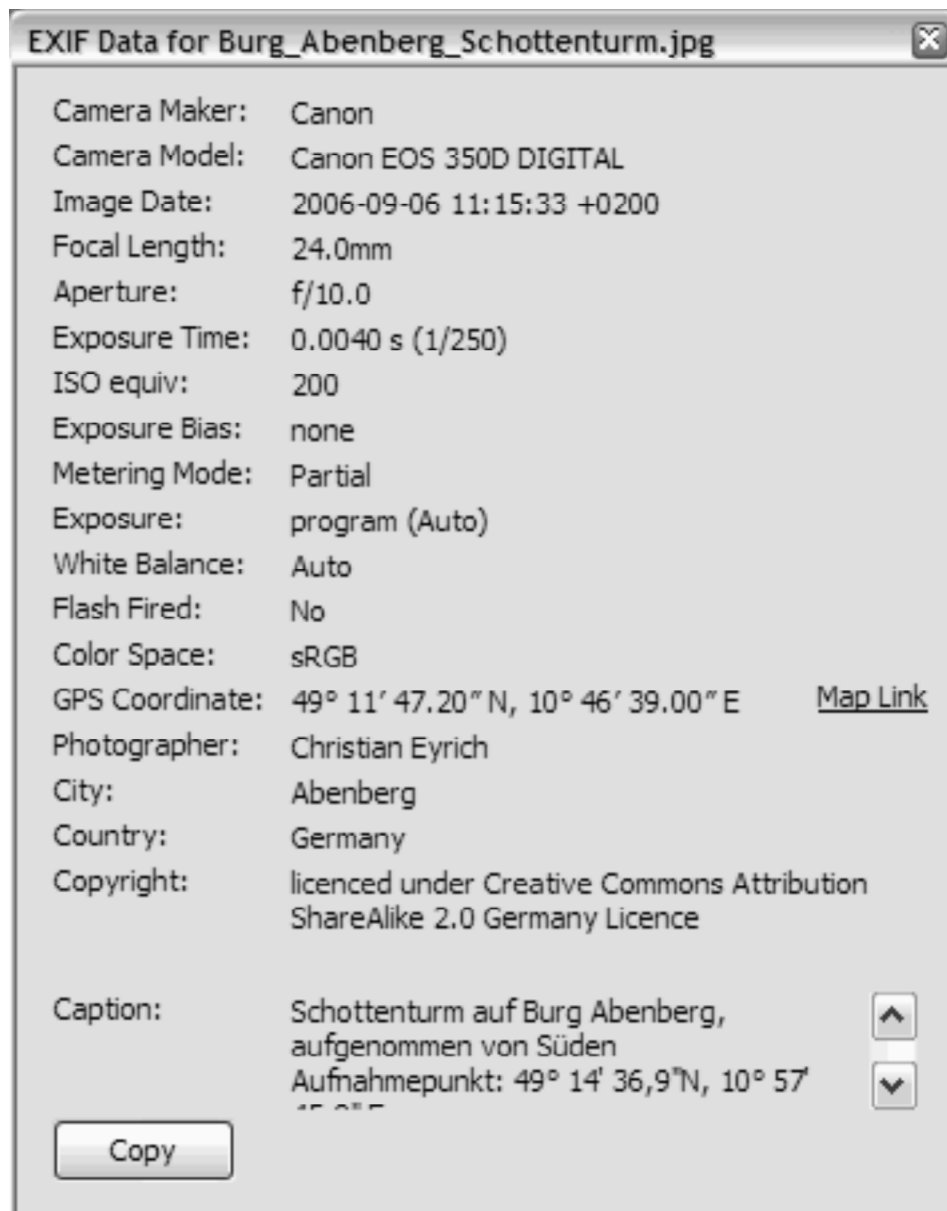 EXIF Data for Burg_Abenberg_Schottenturm.jpg
Camera Maker: Canon
Camera Model: Canon EOS 350D DIGITAL
Image Date: 2006-09-06 11:15:33 +0200
Focal Length: 24.0mm
Aperture: f/10.0
Exposure Time: 0.0040 s (1/250)
ISO equiv: 200
Exposure Bias: none
Metering Mode: Partial
Exposure: program (Auto)
White Balance: Auto
Flash Fired: No
Color Space: sRGB
GPS Coordinate: 49° 11′ 47.20″ N, 10° 46′ 39.00″ E Map Link
Photographer: Christian Eyrich
City: Abenberg
Country: Germany
Copyright: licenced under Creative Commons Attribution
ShareAlike 2.0 Germany Licence
Caption: Schottenturm auf Burg Abenberg,
aufgenommen von Süden
Aufnahmepunkt: 49° 14' 36,9"N, 10° 57'
Copy